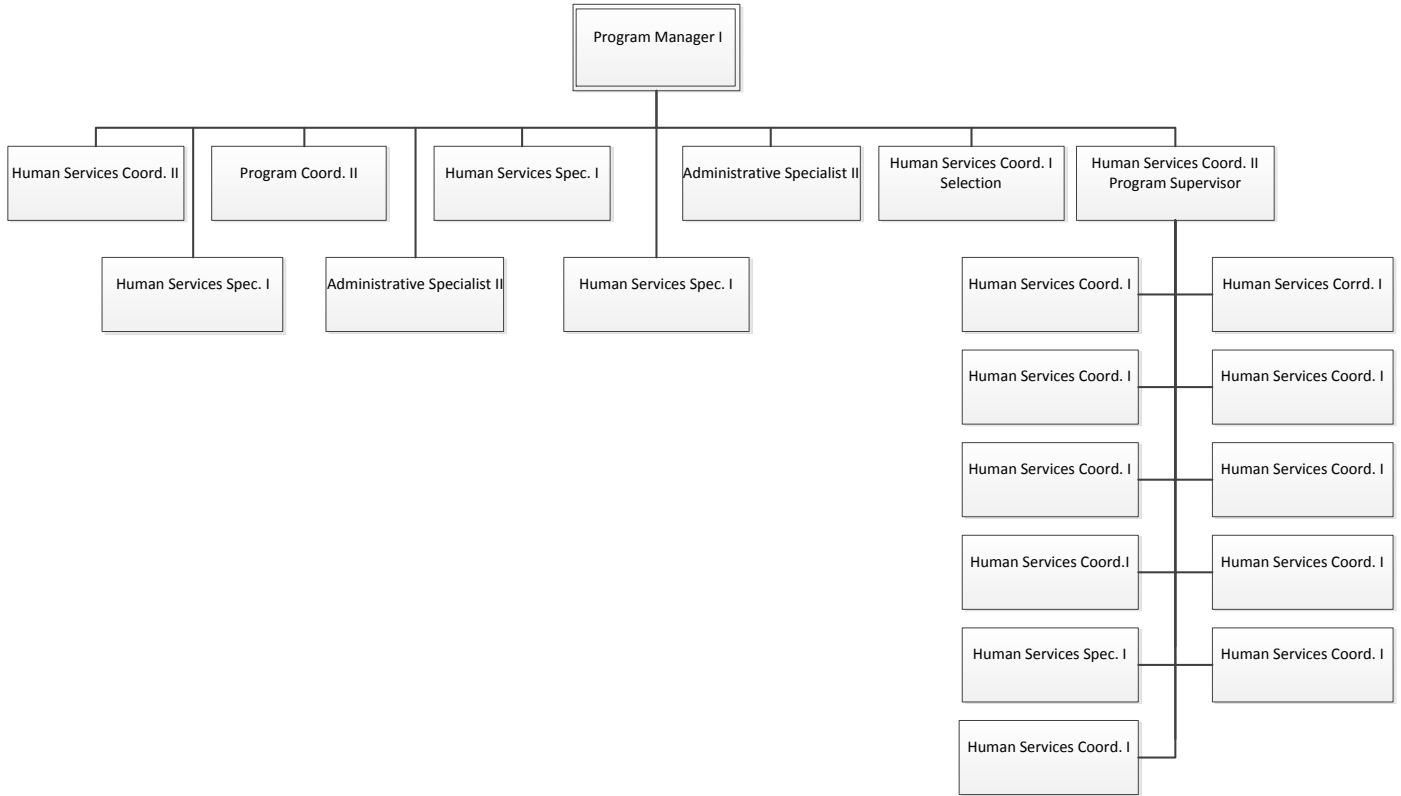 Program Manager I
Human Services Coord. II
Program Coord. II
Human Services Spec. I
Administrative Specialist II
Human Services Coord. I
Selection
Human Services Coord. II
Program Supervisor
Human Services Spec. I
Administrative Specialist II
Human Services Spec. I
Human Services Coord. I
Human Services Corrd. I
Human Services Coord. I
Human Services Coord. I
Human Services Coord. I
Human Services Coord. I
Human Services Coord.I
Human Services Coord. I
Human Services Spec. I
Human Services Coord. I
Human Services Coord. I